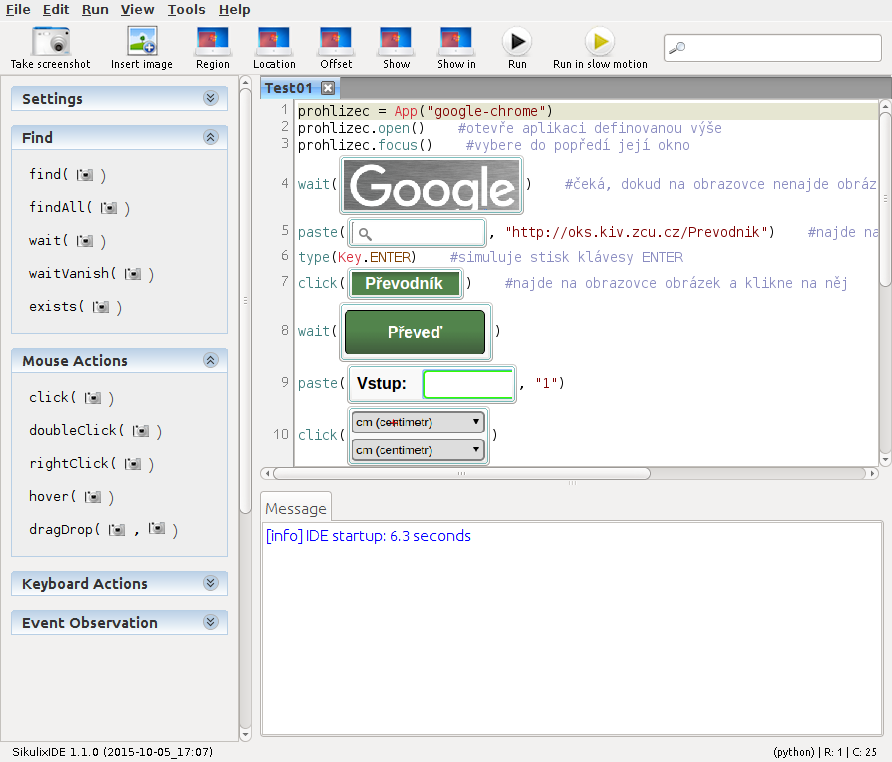 File Edit Run View Tools Help
Take screenshot Insert image Region Location Offset Show Show in Run Run in slow motion
Settings
Find
find( )
findAll( )
wait( )
waitVanish( )
exists( )
Mouse Actions
click( )
doubleClick( )
rightClick( )
hover( )
dragDrop( , )
Keyboard Actions
Event Observation
Test01
1 prohlizec = App("google-chrome")
2 prohlizec.open() #otevře aplikaci definovanou výše
3 prohlizec.focus() #vybere do popředí její okno
4 wait( Google ) #čeká, dokud na obrazovce nenajde obráz
5 paste( , "http://oks.kiv.zcu.cz/Prevodnik") #najde na
6 type(Key.ENTER) #simuluje stisk klávesy ENTER
7 click( Převodník ) #najde na obrazovce obrázek a klikne na něj
8 wait( Převeď )
9 paste( Vstup: , "1")
10 click( cm (centimetr)
cm (centimetr) )
Message
[info] IDE startup: 6.3 seconds
SikulixIDE 1.1.0 (2015-10-05_17:07) (python) | R: 1 | C: 25